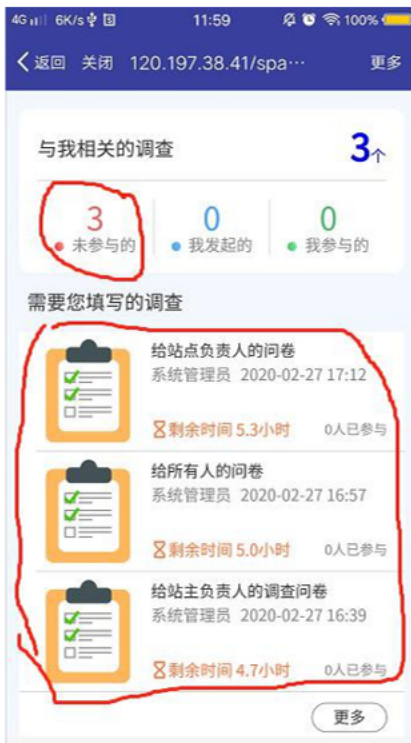 4G 6K/s 11:59 100%
返回 关闭 120.197.38.41/spa… 更多
与我相关的调查 3个
3 0 0
未参与的 我发起的 我参与的
需要您填写的调查
给站点负责人的问卷
系统管理员 2020-02-27 17:12
剩余时间 5.3小时 0人已参与
给所有人的问卷
系统管理员 2020-02-27 16:57
剩余时间 5.0小时 0人已参与
给站主负责人的调查问卷
系统管理员 2020-02-27 16:39
剩余时间 4.7小时 0人已参与
更多